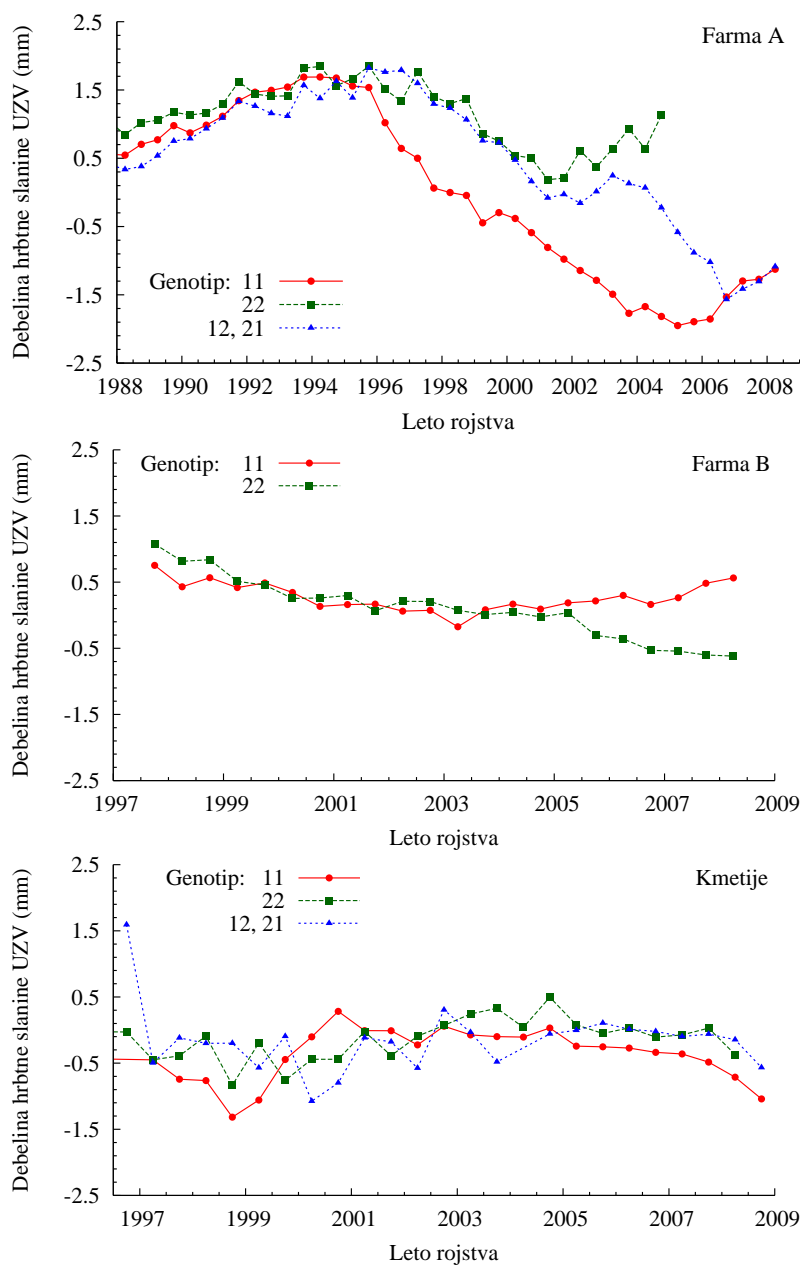 Farma A
Debelina hrbtne slanine UZV (mm)
2.5
1.5
0.5
-0.5
-1.5
-2.5
Genotip: 11
22
12, 21
1988 1990 1992 1994 1996 1998 2000 2002 2004 2006 2008
Leto rojstva
Farma B
Debelina hrbtne slanine UZV (mm)
2.5
1.5
0.5
-0.5
-1.5
-2.5
Genotip: 11
22
1997 1999 2001 2003 2005 2007 2009
Leto rojstva
Kmetije
Debelina hrbtne slanine UZV (mm)
2.5
1.5
0.5
-0.5
-1.5
-2.5
Genotip: 11
22
12, 21
1997 1999 2001 2003 2005 2007 2009
Leto rojstva